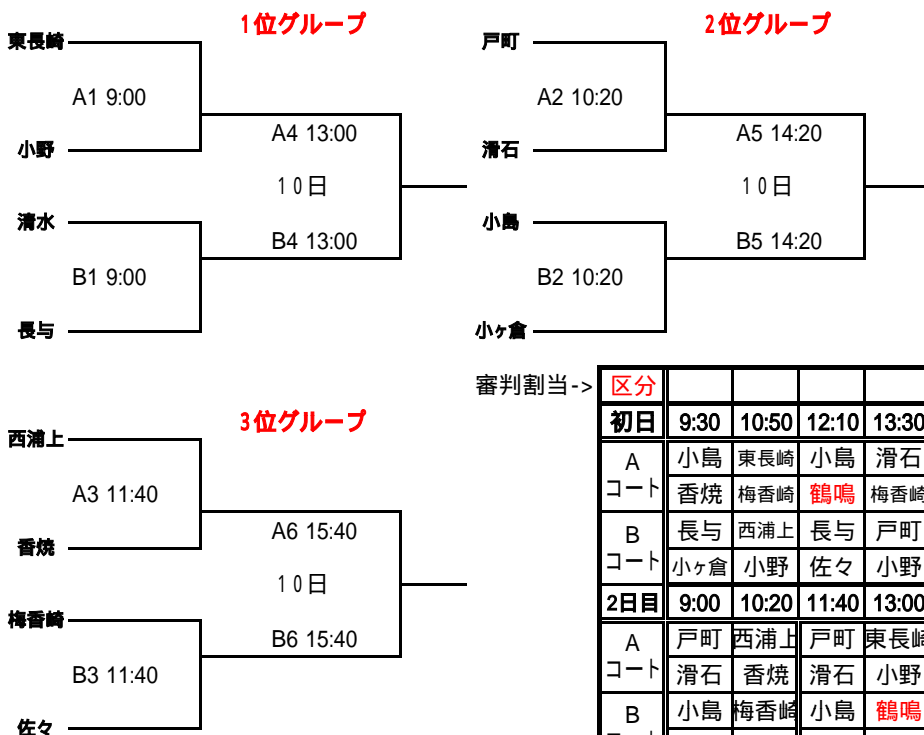 1位グループ
東長崎
A1 9:00
小野
A4 13:00
10日
清水
B4 13:00
B1 9:00
長与
2位グループ
戸町
A2 10:20
滑石
A5 14:20
10日
小島
B5 14:20
B2 10:20
小ヶ倉
3位グループ
西浦上
A3 11:40
香焼
A6 15:40
10日
梅香崎
B6 15:40
B3 11:40
佐々
審判割当-> 区分
初日 9:30 10:50 12:10 13:30
A 小島 東長崎 小島 滑石
コート 香焼 梅香崎 鶴鳴 梅香崎
B 長与 西浦上 長与 戸町
コート 小ヶ倉 小野 佐々 小野
2日目 9:00 10:20 11:40 13:00
A 戸町 西浦上 戸町 東長崎
コート 滑石 香焼 滑石 小野
B 小島 梅香崎 小島 鶴鳴